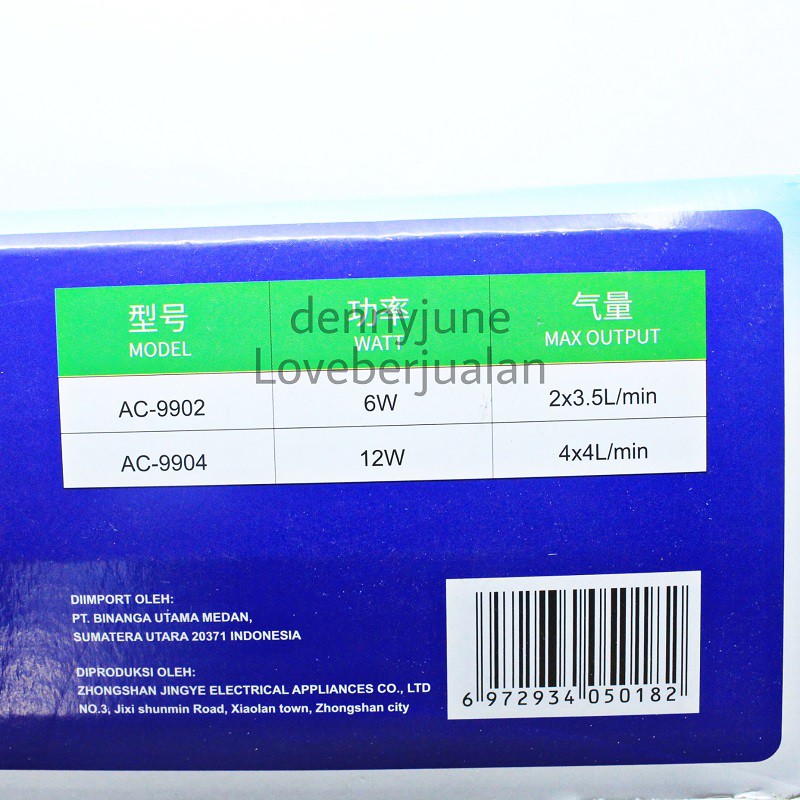 型号 功率 气量
MODEL WATT MAX OUTPUT
dennyjune
Loveberjualan
AC-9902 6W 2x3.5L/min
AC-9904 12W 4x4L/min
DIIMPORT OLEH:
PT. BINANGA UTAMA MEDAN,
SUMATERA UTARA 20371 INDONESIA
DIPRODUKSI OLEH:
ZHONGSHAN JINGYE ELECTRICAL APPLIANCES CO., LTD
NO.3, Jixi shunmin Road, Xiaolan town, Zhongshan city
6 972934 050182